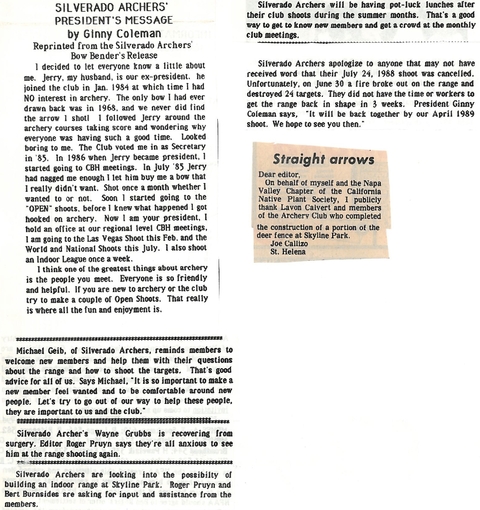 SILVERADO ARCHERS'
PRESIDENT'S MESSAGE
by Ginny Coleman
Reprinted from the Silverado Archers'
Bow Bender's Release
I decided to let everyone know a little about
me. Jerry, my husband, is our ex-president. he
joined the club in Jan. 1984 at which time I had
NO interest in archery. The only bow I had ever
drawn back was in 1968, and we never did find
the arrow I shot! I followed Jerry around the
archery courses taking score and wondering why
everyone was having such a good time. Looked
boring to me. The Club voted me in as Secretary
in '85. In 1986 when Jerry became president, I
started going to CBH meetings. In July '85 Jerry
had nagged me enough I let him buy me a bow that
I really didn't want. Shot once a month whether I
wanted to or not. Soon I started going to the
"OPEN" shoots, before I knew what happened I got
hooked on archery. Now I am your president, I
hold an office at our regional level CBH meetings,
I am going to the Las Vegas Shoot this Feb. and the
World and National Shoots this July. I also shoot
an Indoor League once a week.
I think one of the greatest things about archery
is the people you meet. Everyone is so friendly
and helpful. If you are new to archery or the club
try to make a couple of Open Shoots. That really
is where all the fun and enjoyment is.
Michael Geib, of Silverado Archers, reminds members to
welcome new members and help them with their questions
about the range and how to shoot the targets. That's good
advice for all of us. Says Michael, "It is so important to make a
new member feel wanted and to be comfortable around new
people. Let's try to go out of our way to help these people,
they are important to us and the club."
Silverado Archer's Wayne Grubbs is recovering from
surgery. Editor Roger Pruyn says they're all anxious to see
him at the range shooting again.
Silverado Archers are looking into the possibilty of
building an indoor range at Skyline Park. Roger Pruyn and
Bert Burnsides sre asking for input and assistance from the
members.
Silverado Archers will be having pot-luck lunches after
their club shoots during the summer months. That's a good
way to get to know new members and get a crowd at the monthly
club meetings.
Silverado Archers apologize to anyone that may not have
received word that their July 24, 1988 shoot was cancelled.
Unfortunately, on June 30 a fire broke out on the range and
destroyed 24 targets. They did not have the time or workers to
get the range back in shape in 3 weeks. President Ginny
Coleman says, "It will be back together by our April 1989
shoot. We hope to see you then."
Straight arrows
Dear editor,
On behalf of myself and the Napa
Valley Chapter of the California
Native Plant Society, I publicly
thank Lavon Calvert and members
of the Archery Club who completed
the construction of a portion of the
deer fence at Skyline Park.
Joe Callizo
St. Helena